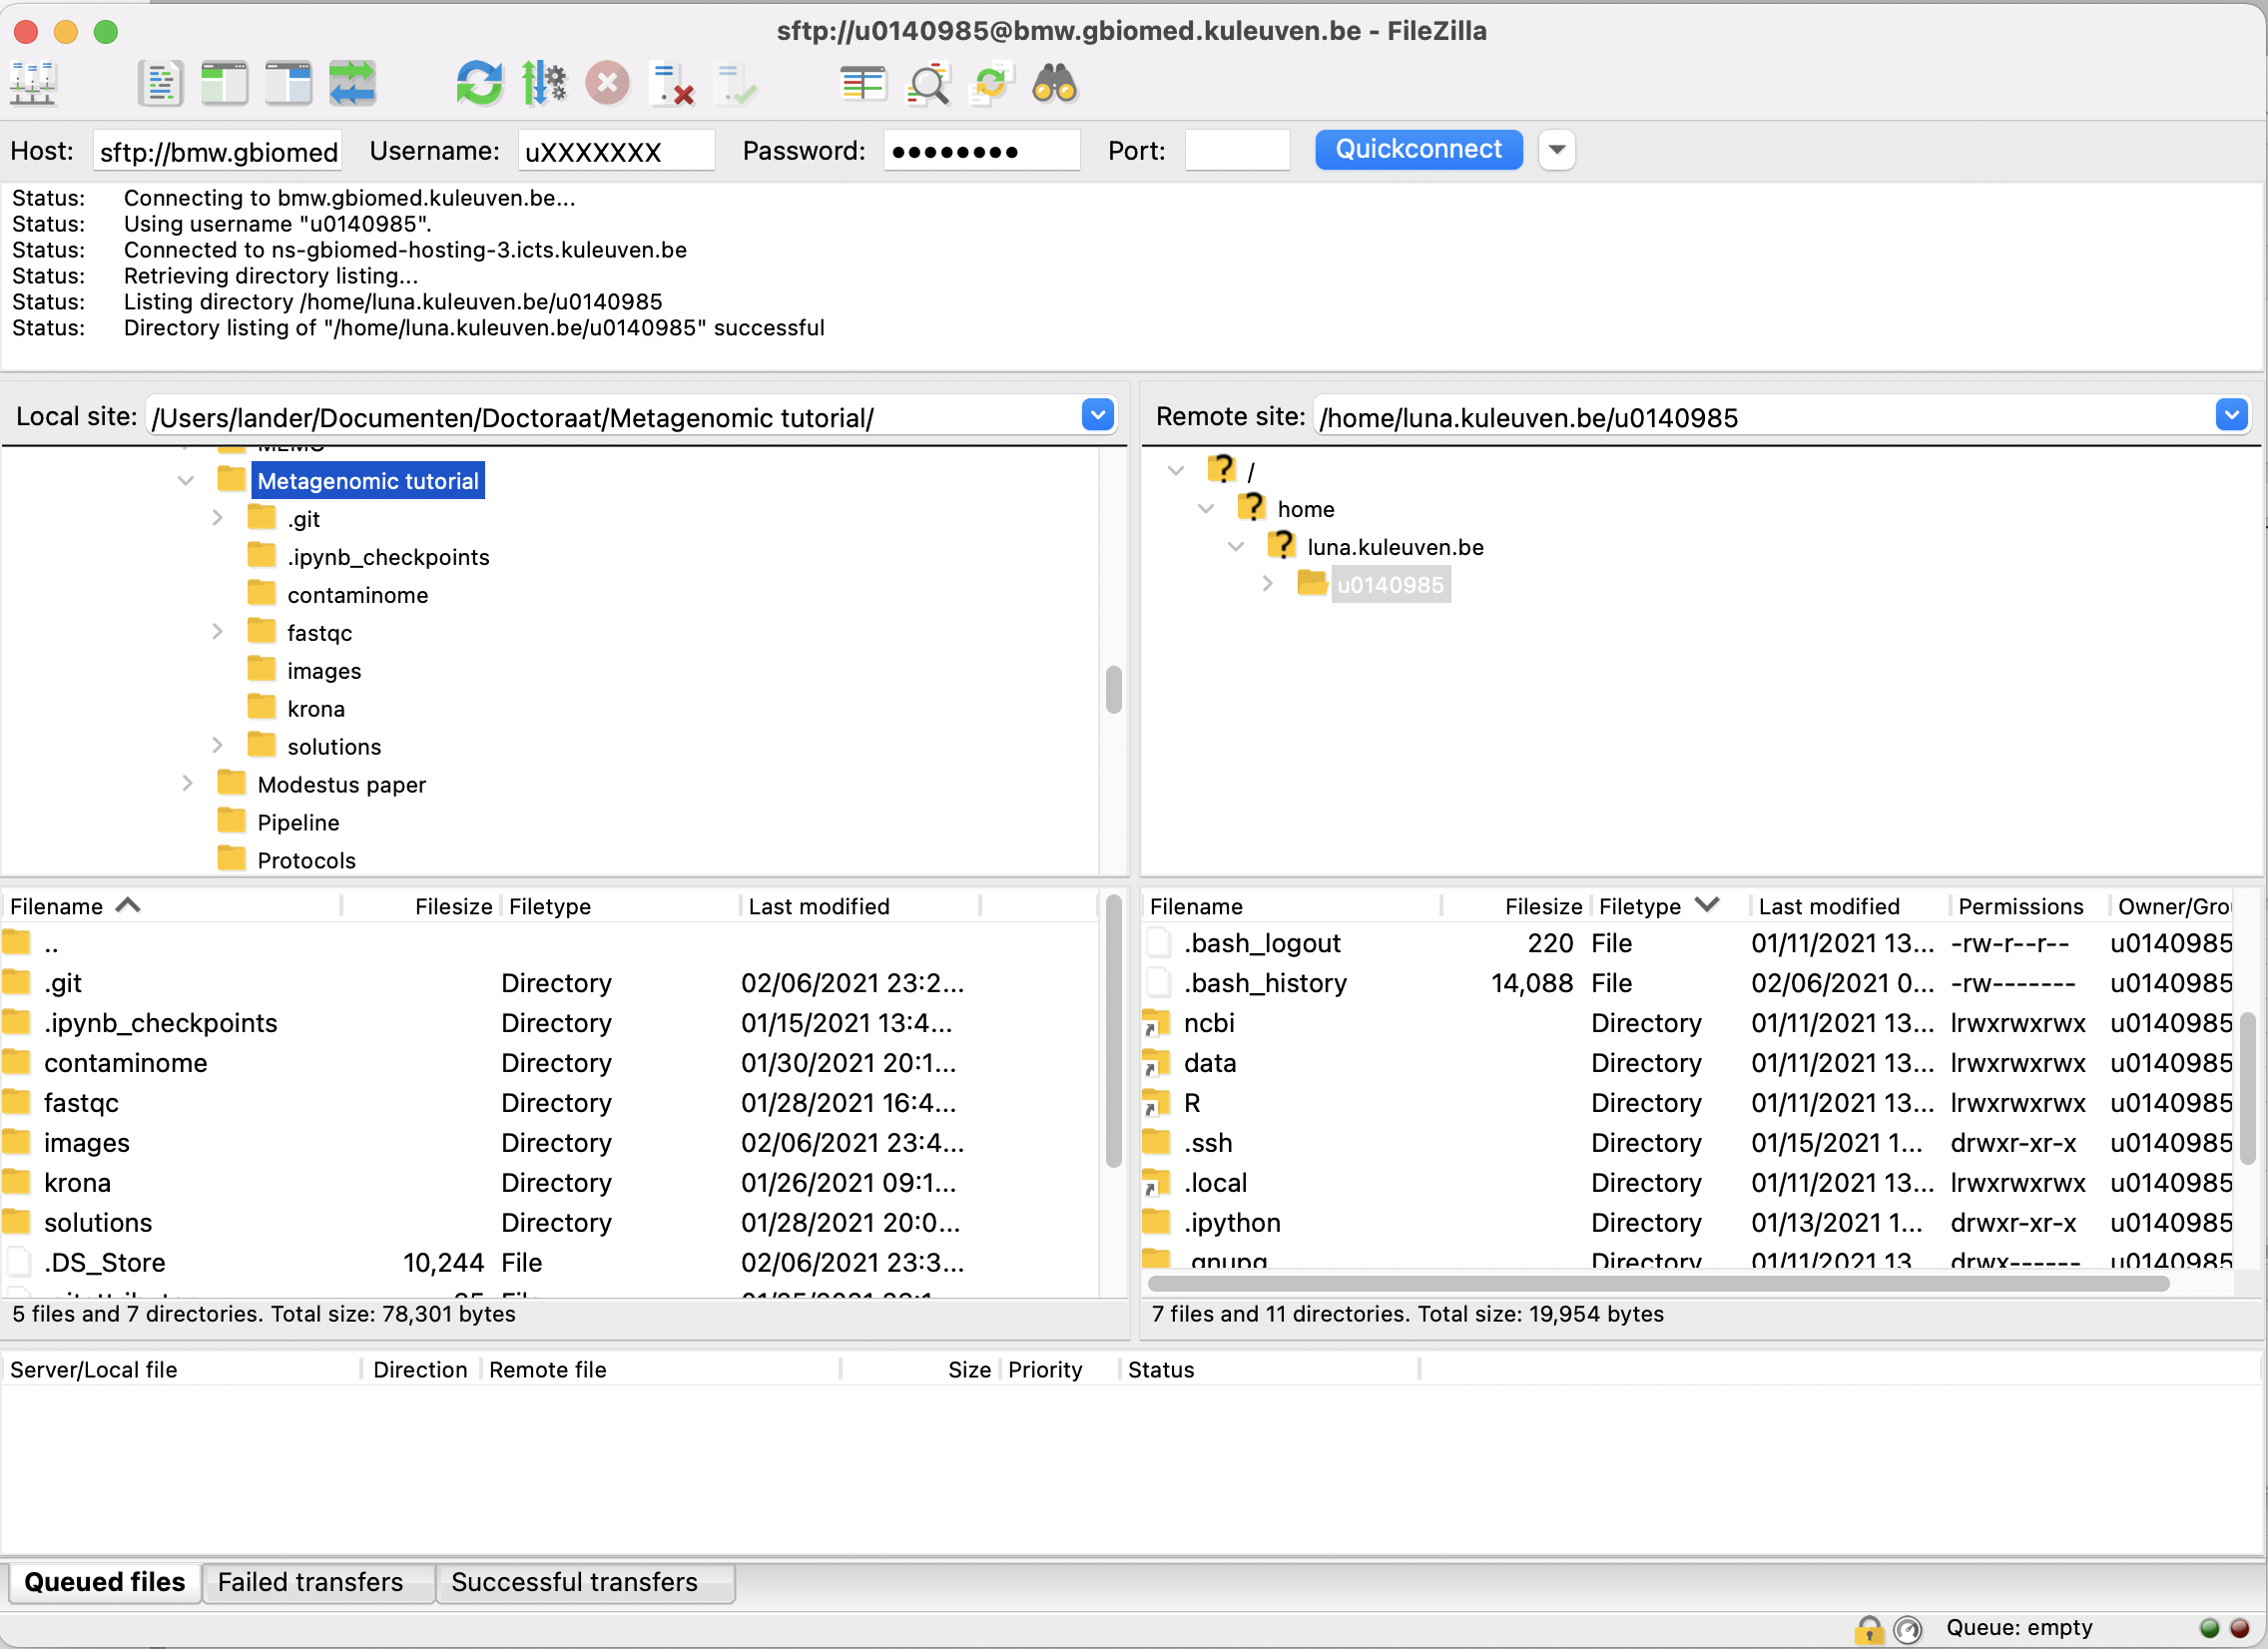 sftp://u0140985@bmw.gbiomed.kuleuven.be - FileZilla
Host: sftp://bmw.gbiomed Username: uXXXXXXX Password: ●●●●●●●● Port: Quickconnect
Status: Connecting to bmw.gbiomed.kuleuven.be...
Status: Using username "u0140985".
Status: Connected to ns-gbiomed-hosting-3.icts.kuleuven.be
Status: Retrieving directory listing...
Status: Listing directory /home/luna.kuleuven.be/u0140985
Status: Directory listing of "/home/luna.kuleuven.be/u0140985" successful
Local site: /Users/lander/Documenten/Doctoraat/Metagenomic tutorial/
Metagenomic tutorial
.git
.ipynb_checkpoints
contaminome
fastqc
images
krona
solutions
Modestus paper
Pipeline
Protocols
Remote site: /home/luna.kuleuven.be/u0140985
/
home
luna.kuleuven.be
u0140985
Filename Filesize Filetype Last modified
..
.git Directory 02/06/2021 23:2...
.ipynb_checkpoints Directory 01/15/2021 13:4...
contaminome Directory 01/30/2021 20:1...
fastqc Directory 01/28/2021 16:4...
images Directory 02/06/2021 23:4...
krona Directory 01/26/2021 09:1...
solutions Directory 01/28/2021 20:0...
.DS_Store 10,244 File 02/06/2021 23:3...
5 files and 7 directories. Total size: 78,301 bytes
Filename Filesize Filetype Last modified Permissions Owner/Gro
.bash_logout 220 File 01/11/2021 13... -rw-r--r-- u0140985
.bash_history 14,088 File 02/06/2021 0... -rw------- u0140985
ncbi Directory 01/11/2021 13... lrwxrwxrwx u0140985
data Directory 01/11/2021 13... lrwxrwxrwx u0140985
R Directory 01/11/2021 13... lrwxrwxrwx u0140985
.ssh Directory 01/15/2021 1... drwxr-xr-x u0140985
.local Directory 01/11/2021 13... lrwxrwxrwx u0140985
.ipython Directory 01/13/2021 1... drwxr-xr-x u0140985
.gnupg Directory 01/11/2021 13... drwx------ u0140985
7 files and 11 directories. Total size: 19,954 bytes
Server/Local file Direction Remote file Size Priority Status
Queued files Failed transfers Successful transfers
Queue: empty